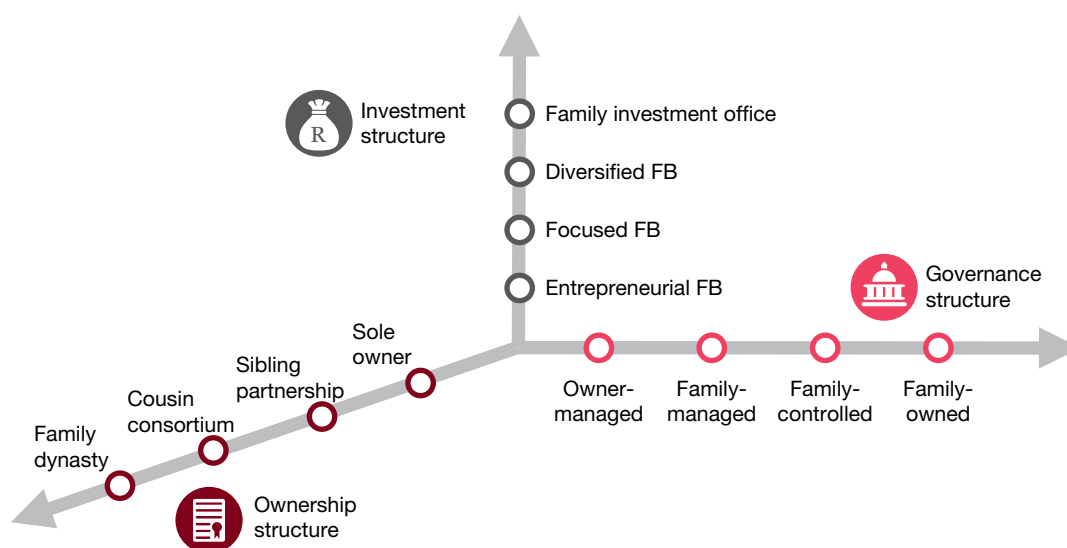 Investment
structure
R
Family investment office
Diversified FB
Focused FB
Entrepreneurial FB
Governance
structure
Owner-
managed
Family-
managed
Family-
controlled
Family-
owned
Sole
owner
Sibling
partnership
Cousin
consortium
Family
dynasty
Ownership
structure